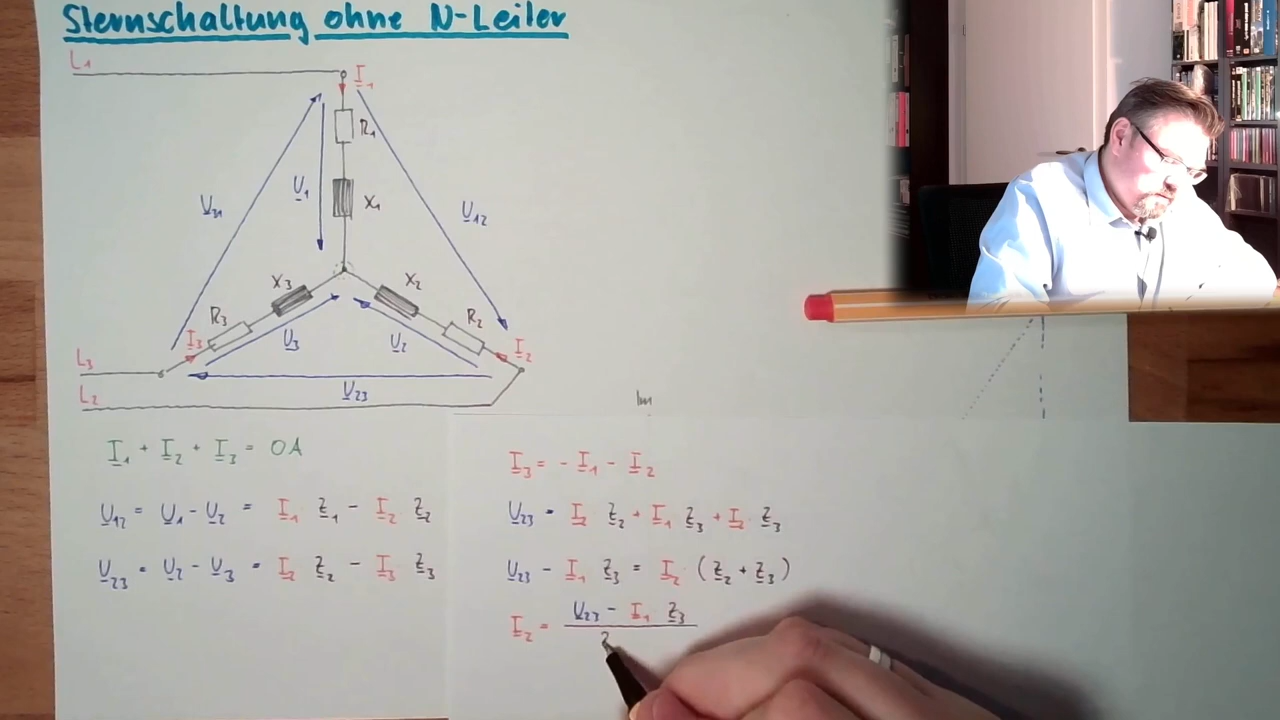 Sternschaltung ohne N-Leiter
L1
I1
R1
U31
U1
X1
U12
X3
X2
R3
R2
I3
U3
U2
I2
L3
L2
U23
Im
I1 + I2 + I3 = 0A
U12 = U1 - U2 = I1 Z1 - I2 Z2
U23 = U2 - U3 = I2 Z2 - I3 Z3
I3 = - I1 - I2
U23 = I2 Z2 + I1 Z3 + I2 Z3
U23 - I1 Z3 = I2 · (Z2 + Z3)
I2 = U23 - I1 Z3